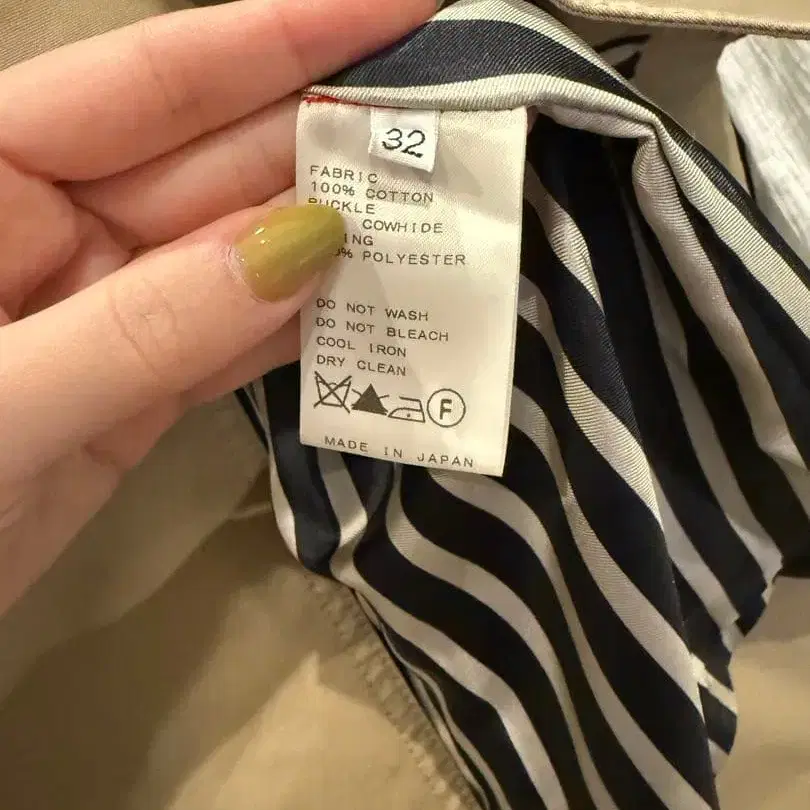 32
FABRIC
100% COTTON
BUCKLE
COWHIDE
% POLYESTER
DO NOT WASH
DO NOT BLEACH
COOL IRON
DRY CLEAN
F
MADE IN JAPAN